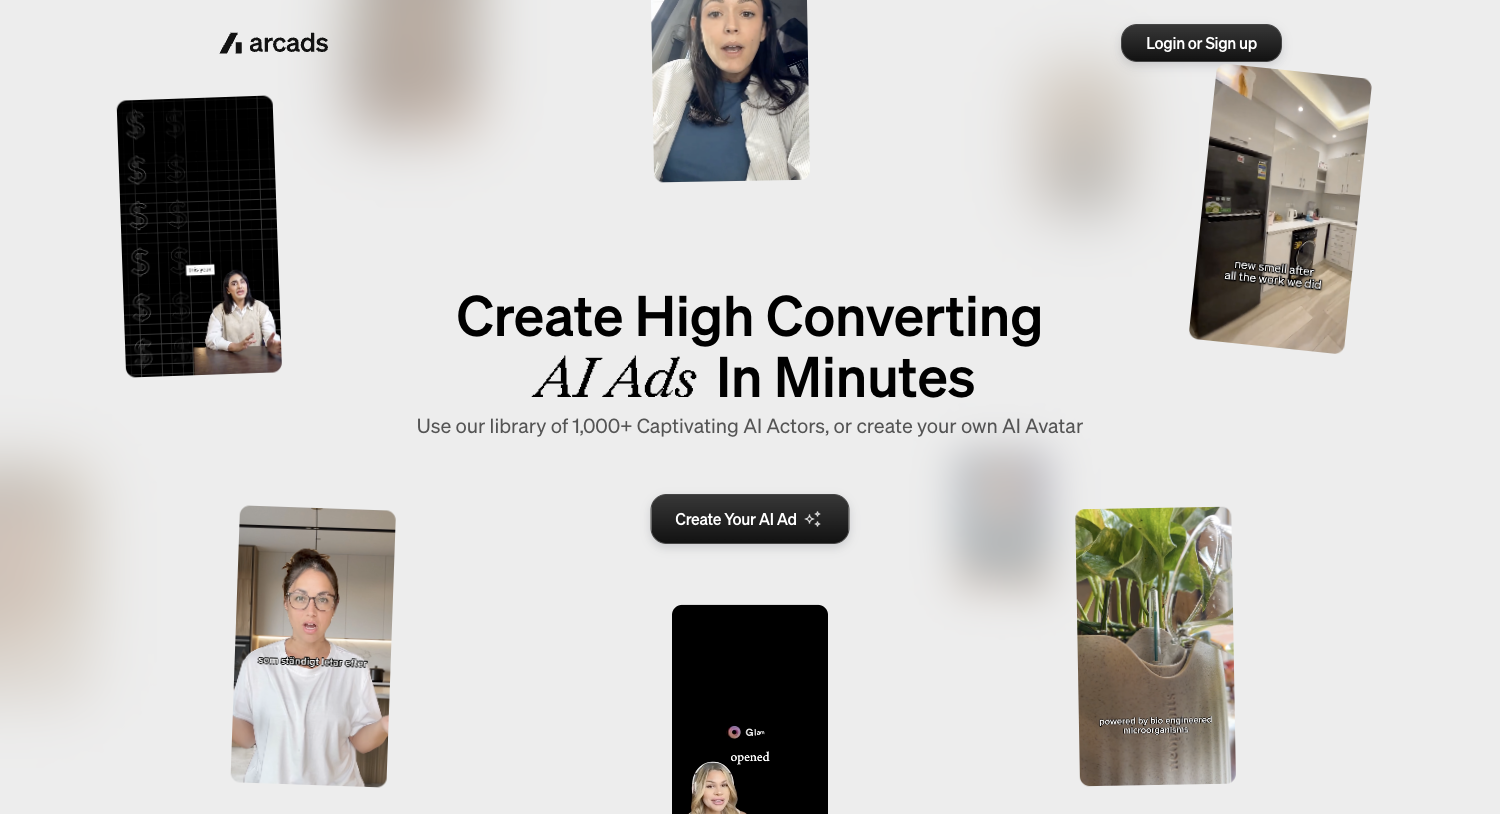 arcads
Login or Sign up
new smell after
all the work we did
Create High Converting
AI Ads In Minutes
Use our library of 1,000+ Captivating AI Actors, or create your own AI Avatar
Create Your AI Ad
som ständigt letar efter
Glam
opened
powered by bio engineered
microorganisms